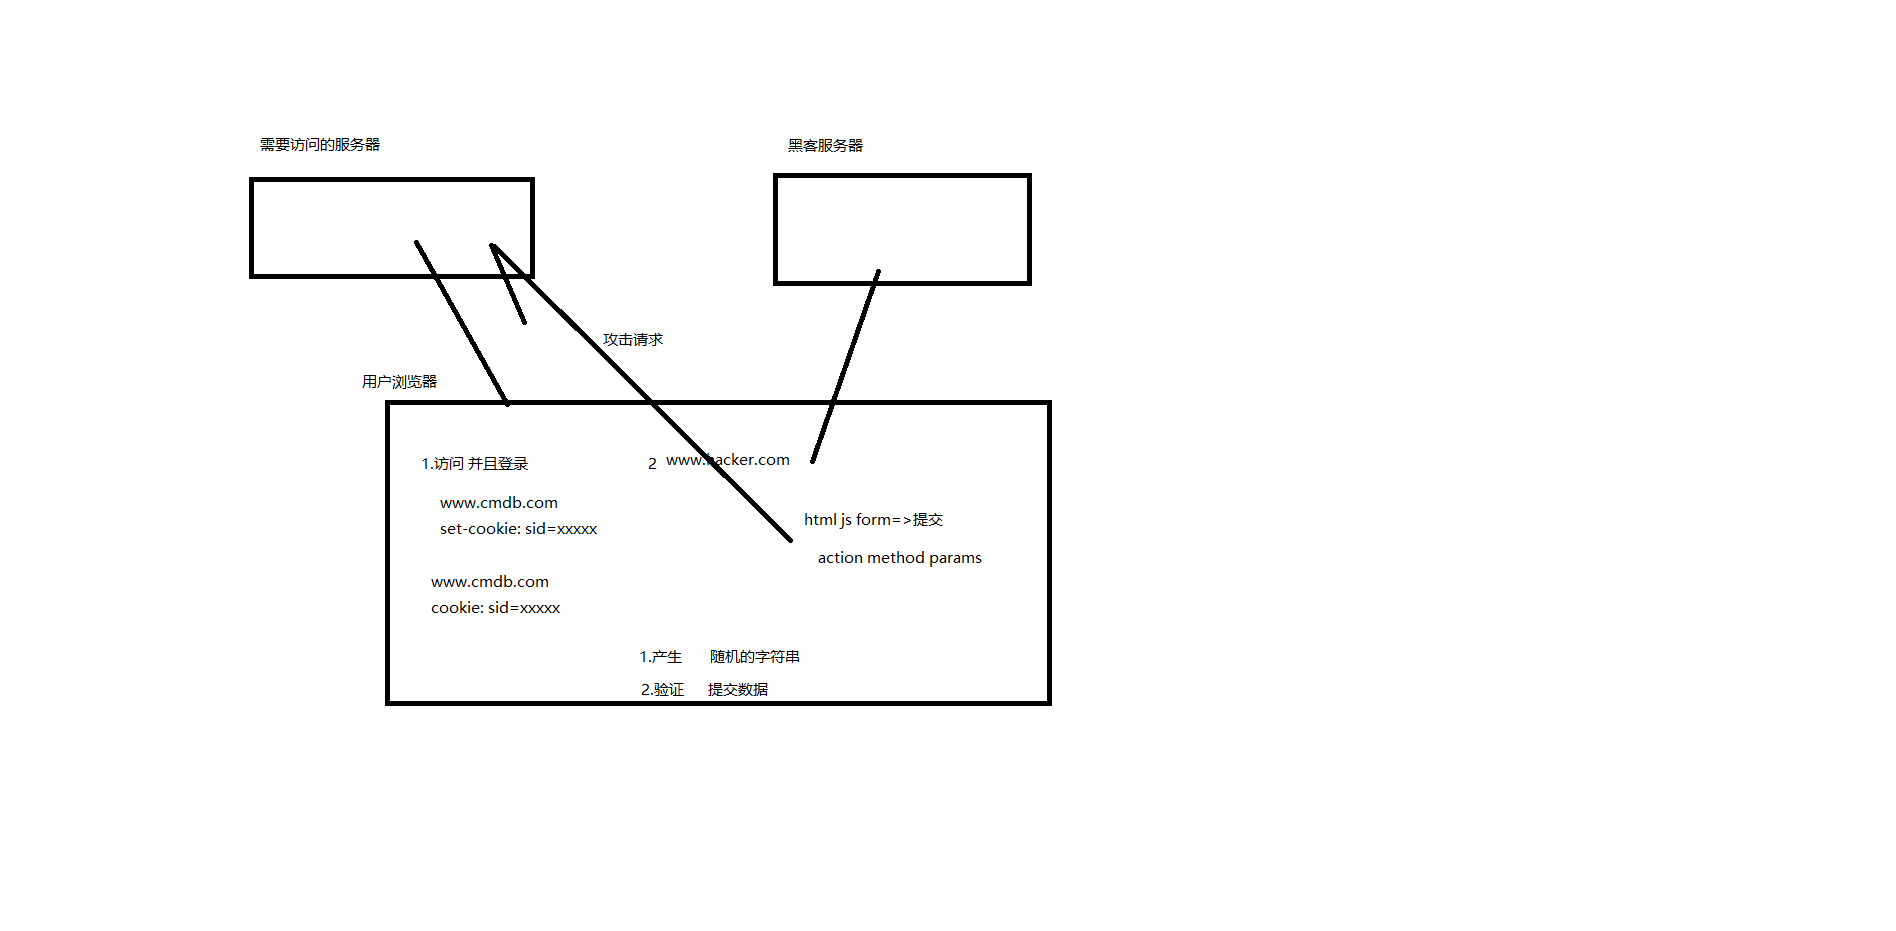 需要访问的服务器
黑客服务器
攻击请求
用户浏览器
1.访问 并且登录
2 www.hacker.com
www.cmdb.com
set-cookie: sid=xxxxx
html js form=>提交
action method params
www.cmdb.com
cookie: sid=xxxxx
1.产生 随机的字符串
2.验证 提交数据